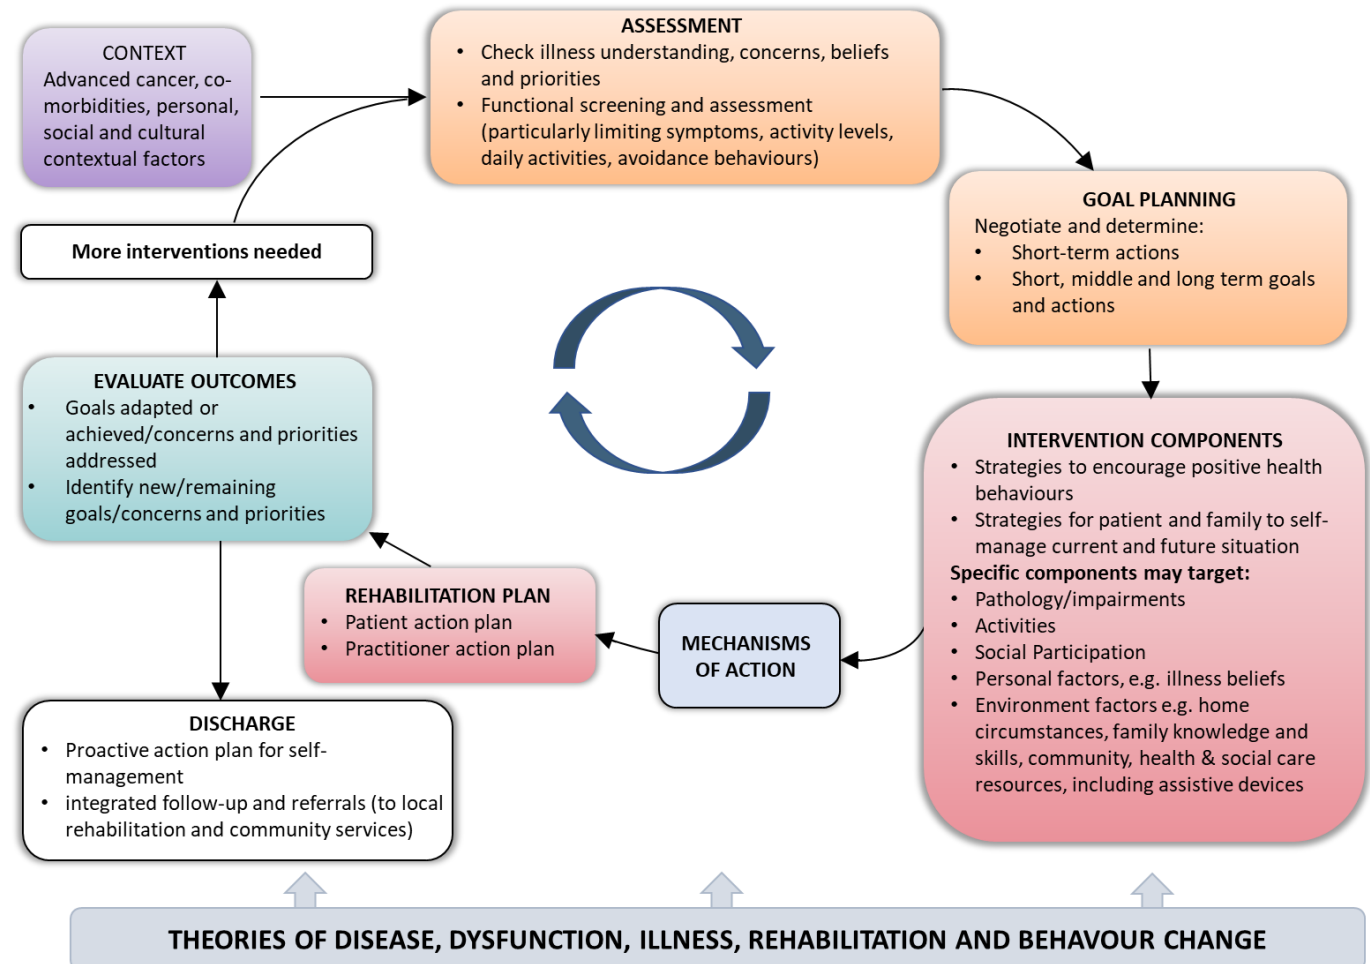 CONTEXT
Advanced cancer, co-
morbidities, personal,
social and cultural
contextual factors
ASSESSMENT
• Check illness understanding, concerns, beliefs
and priorities
• Functional screening and assessment
(particularly limiting symptoms, activity levels,
daily activities, avoidance behaviours)
GOAL PLANNING
Negotiate and determine:
• Short-term actions
• Short, middle and long term goals
and actions
More interventions needed
EVALUATE OUTCOMES
• Goals adapted or
achieved/concerns and priorities
addressed
• Identify new/remaining
goals/concerns and priorities
INTERVENTION COMPONENTS
• Strategies to encourage positive health
behaviours
• Strategies for patient and family to self-
manage current and future situation
Specific components may target:
• Pathology/impairments
• Activities
• Social Participation
• Personal factors, e.g. illness beliefs
• Environment factors e.g. home
circumstances, family knowledge and
skills, community, health & social care
resources, including assistive devices
MECHANISMS
OF ACTION
REHABILITATION PLAN
• Patient action plan
• Practitioner action plan
DISCHARGE
• Proactive action plan for self-
management
• integrated follow-up and referrals (to local
rehabilitation and community services)
THEORIES OF DISEASE, DYSFUNCTION, ILLNESS, REHABILITATION AND BEHAVOUR CHANGE